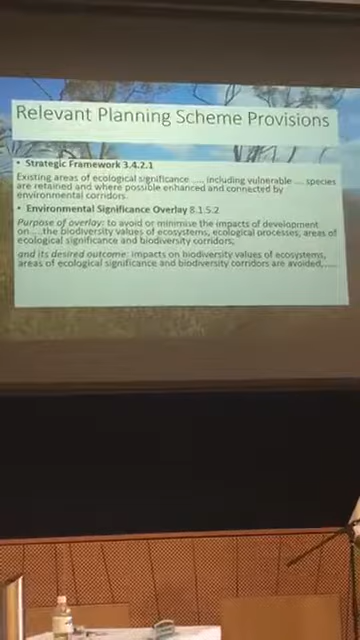 Relevant Planning Scheme Provisions
• Strategic Framework 3.4.2.1
Existing areas of ecological significance ..... including vulnerable .... species
are retained and where possible enhanced and connected by
environmental corridors.
• Environmental Significance Overlay 8.1.5.2
Purpose of overlay: to avoid or minimise the impacts of development
on ....the biodiversity values of ecosystems, ecological processes, areas of
ecological significance and biodiversity corridors;
and its desired outcome: impacts on biodiversity values of ecosystems,
areas of ecological significance and biodiversity corridors are avoided,.....